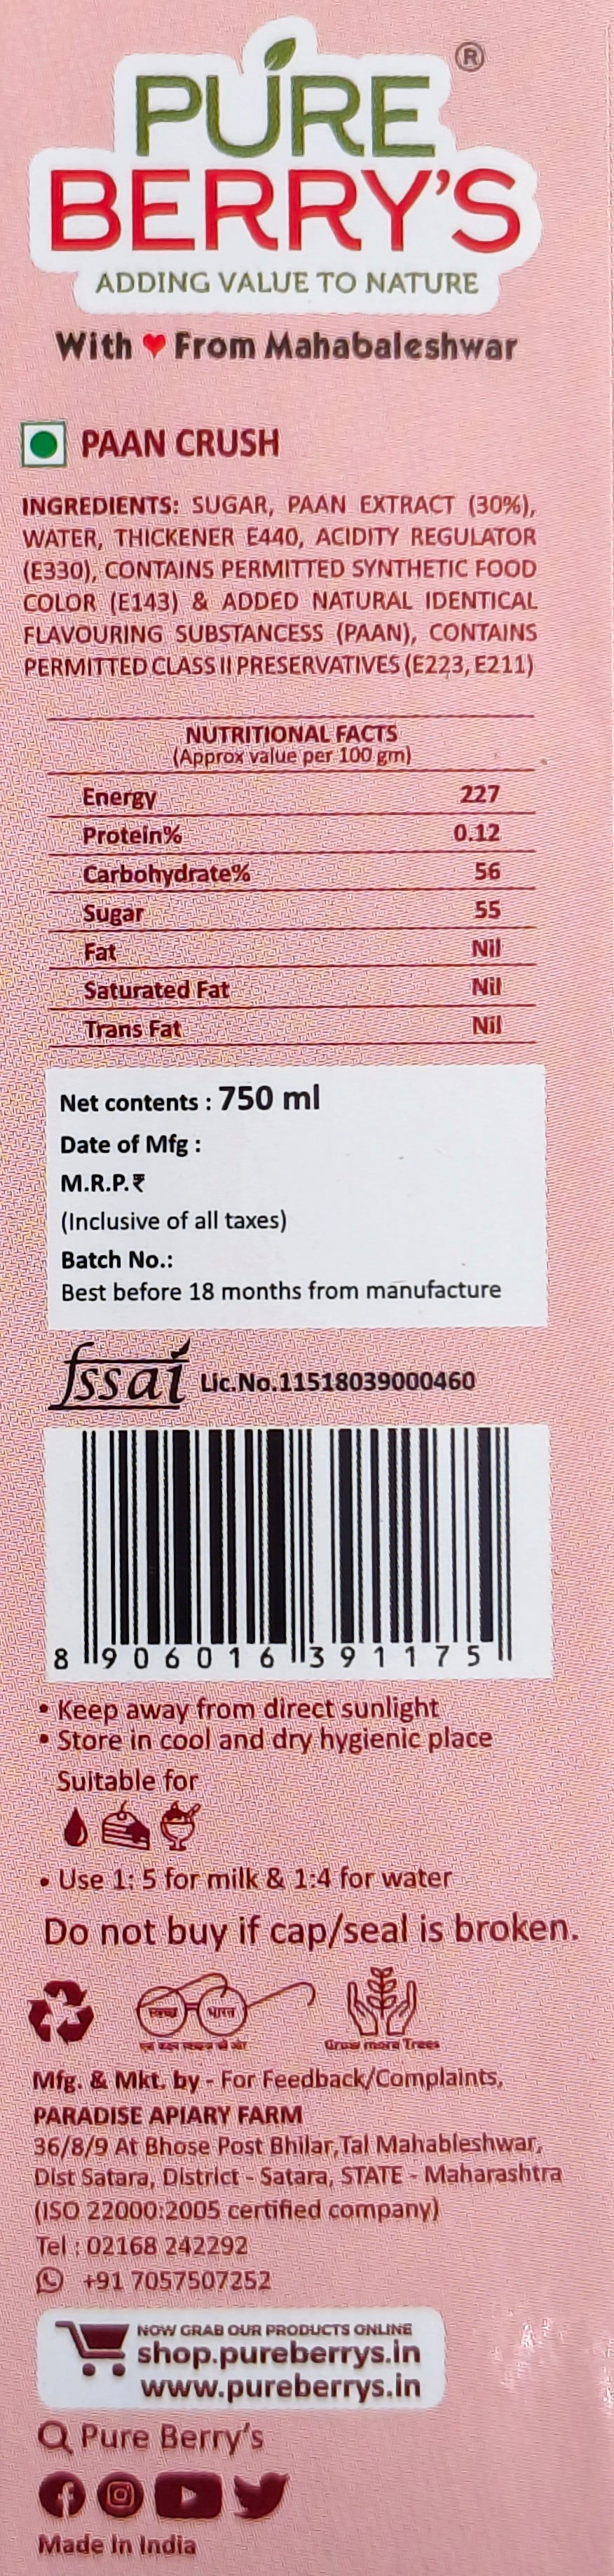 PURE ®
BERRY'S
ADDING VALUE TO NATURE
With ♥ From Mahabaleshwar
PAAN CRUSH
INGREDIENTS: SUGAR, PAAN EXTRACT (30%),
WATER, THICKENER E440, ACIDITY REGULATOR
(E330), CONTAINS PERMITTED SYNTHETIC FOOD
COLOR (E143) & ADDED NATURAL IDENTICAL
FLAVOURING SUBSTANCESS (PAAN), CONTAINS
PERMITTED CLASS II PRESERVATIVES (E223, E211)
NUTRITIONAL FACTS
(Approx value per 100 gm)
Energy 227
Protein% 0.12
Carbohydrate% 56
Sugar 55
Fat Nil
Saturated Fat Nil
Trans Fat Nil
Net contents : 750 ml
Date of Mfg :
M.R.P.₹
(Inclusive of all taxes)
Batch No.:
Best before 18 months from manufacture
fssai Lic.No.11518039000460
8 906016 391175
• Keep away from direct sunlight
• Store in cool and dry hygienic place
Suitable for
• Use 1: 5 for milk & 1:4 for water
Do not buy if cap/seal is broken.
स्वच्छ भारत
एक कदम स्वच्छता की ओर Grow more Trees
Mfg. & Mkt. by - For Feedback/Complaints,
PARADISE APIARY FARM
36/8/9 At Bhose Post Bhilar,Tal Mahableshwar,
Dist Satara, District - Satara, STATE - Maharashtra
(ISO 22000:2005 certified company)
Tel : 02168 242292
+91 7057507252
NOW GRAB OUR PRODUCTS ONLINE
shop.pureberrys.in
www.pureberrys.in
Pure Berry's
Made In India